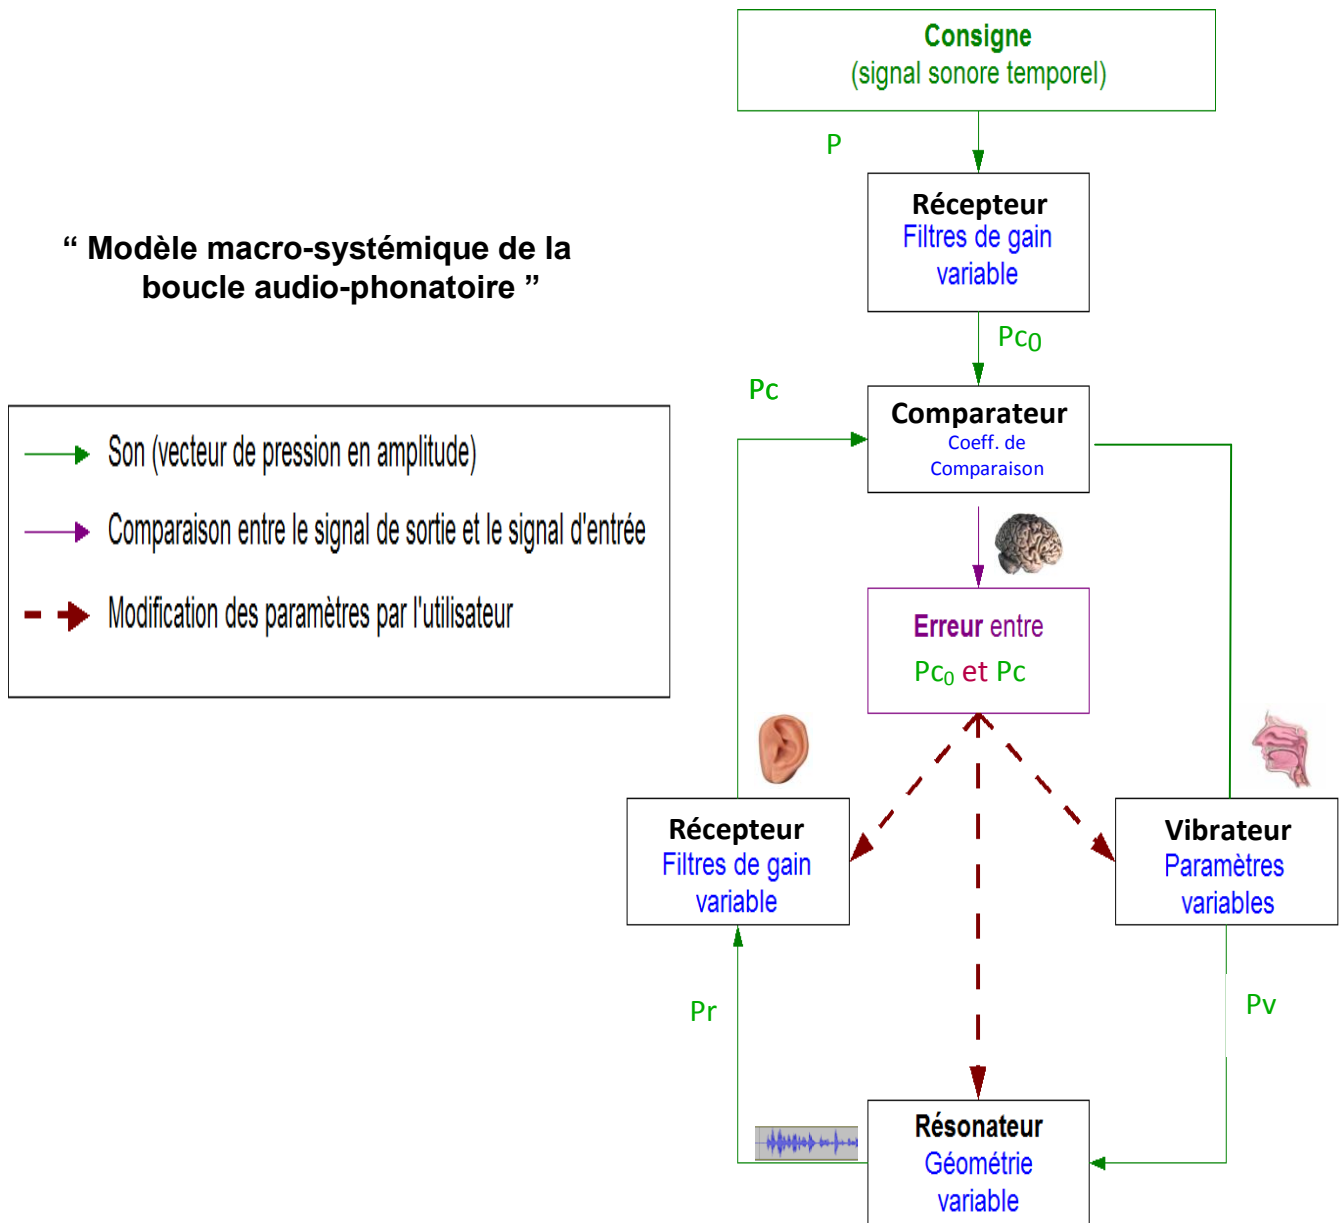 Consigne
(signal sonore temporel)
P
Récepteur
Filtres de gain
variable
“ Modèle macro-systémique de la
boucle audio-phonatoire ”
Pc0
Pc
Comparateur
Coeff. de
Comparaison
Son (vecteur de pression en amplitude)
Comparaison entre le signal de sortie et le signal d'entrée
Modification des paramètres par l'utilisateur
Erreur entre
Pc0 et Pc
Récepteur
Filtres de gain
variable
Vibrateur
Paramètres
variables
Pr
Pv
Résonateur
Géométrie
variable